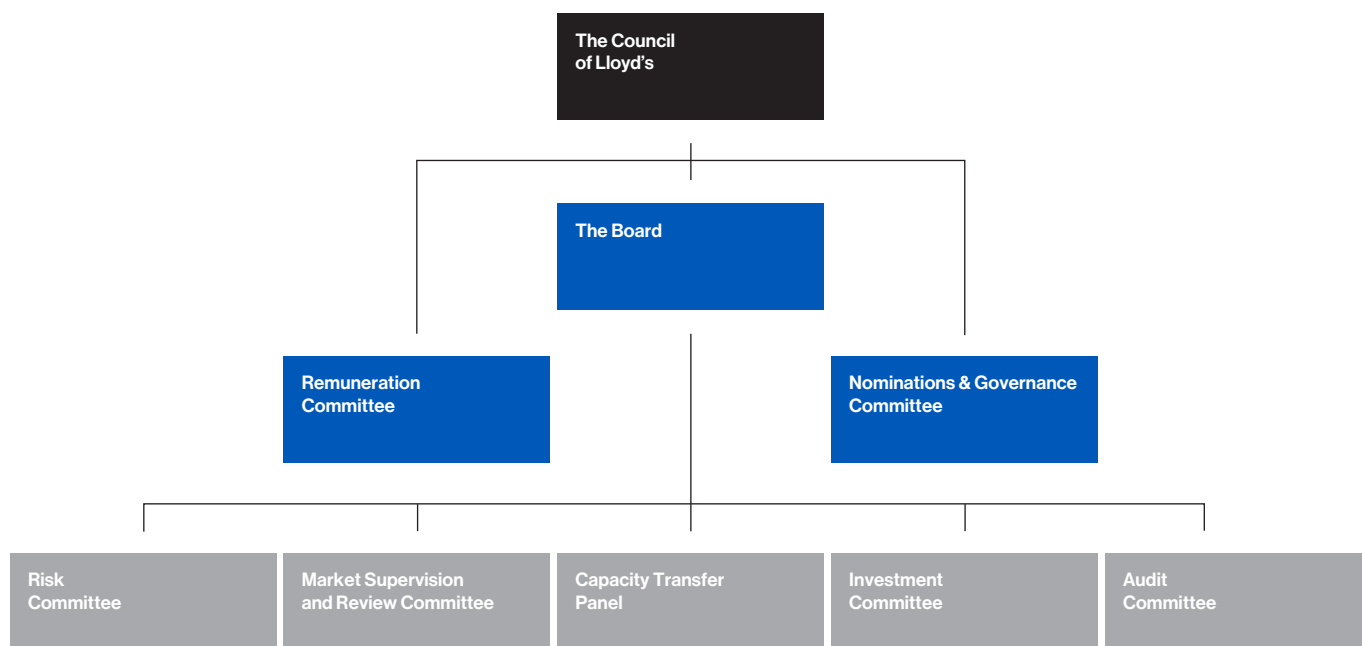 The Council
of Lloyd’s
The Board
Remuneration
Committee
Nominations & Governance
Committee
Risk
Committee
Market Supervision
and Review Committee
Capacity Transfer
Panel
Investment
Committee
Audit
Committee